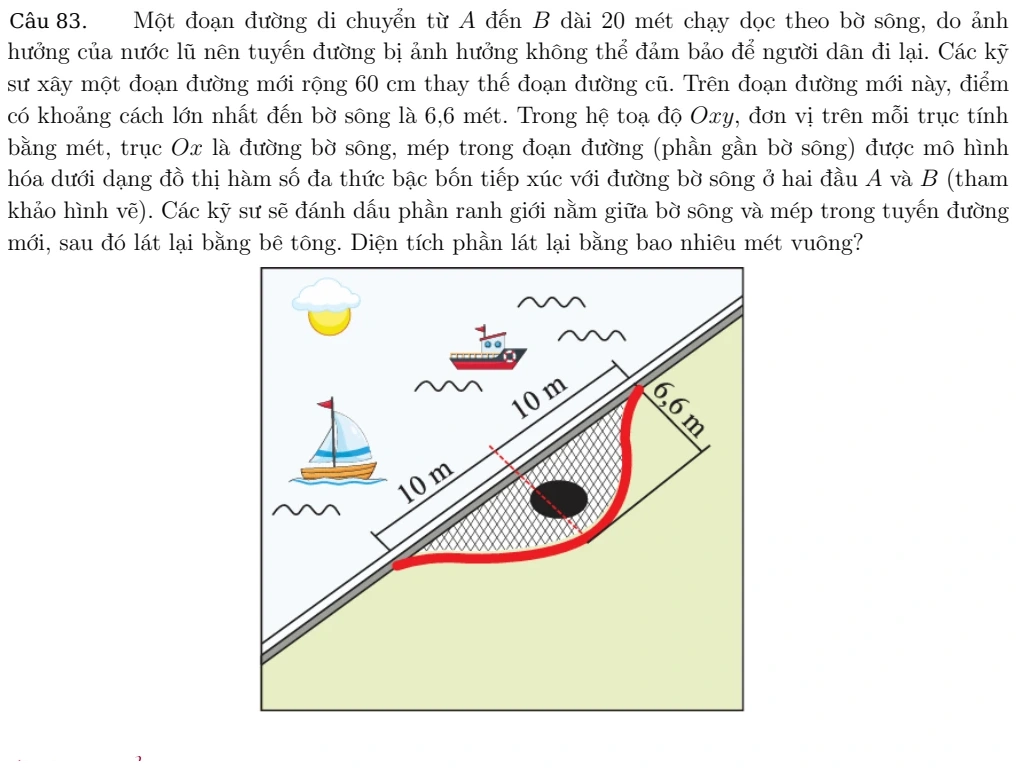 Câu 83. Một đoạn đường di chuyển từ A đến B dài 20 mét chạy dọc theo bờ sông, do ảnh
hưởng của nước lũ nên tuyến đường bị ảnh hưởng không thể đảm bảo để người dân đi lại. Các kỹ
sư xây một đoạn đường mới rộng 60 cm thay thế đoạn đường cũ. Trên đoạn đường mới này, điểm
có khoảng cách lớn nhất đến bờ sông là 6,6 mét. Trong hệ toạ độ Oxy, đơn vị trên mỗi trục tính
bằng mét, trục Ox là đường bờ sông, mép trong đoạn đường (phần gần bờ sông) được mô hình
hóa dưới dạng đồ thị hàm số đa thức bậc bốn tiếp xúc với đường bờ sông ở hai đầu A và B (tham
khảo hình vẽ). Các kỹ sư sẽ đánh dấu phần ranh giới nằm giữa bờ sông và mép trong tuyến đường
mới, sau đó lát lại bằng bê tông. Diện tích phần lát lại bằng bao nhiêu mét vuông?
10 m
6,6 m
10 m